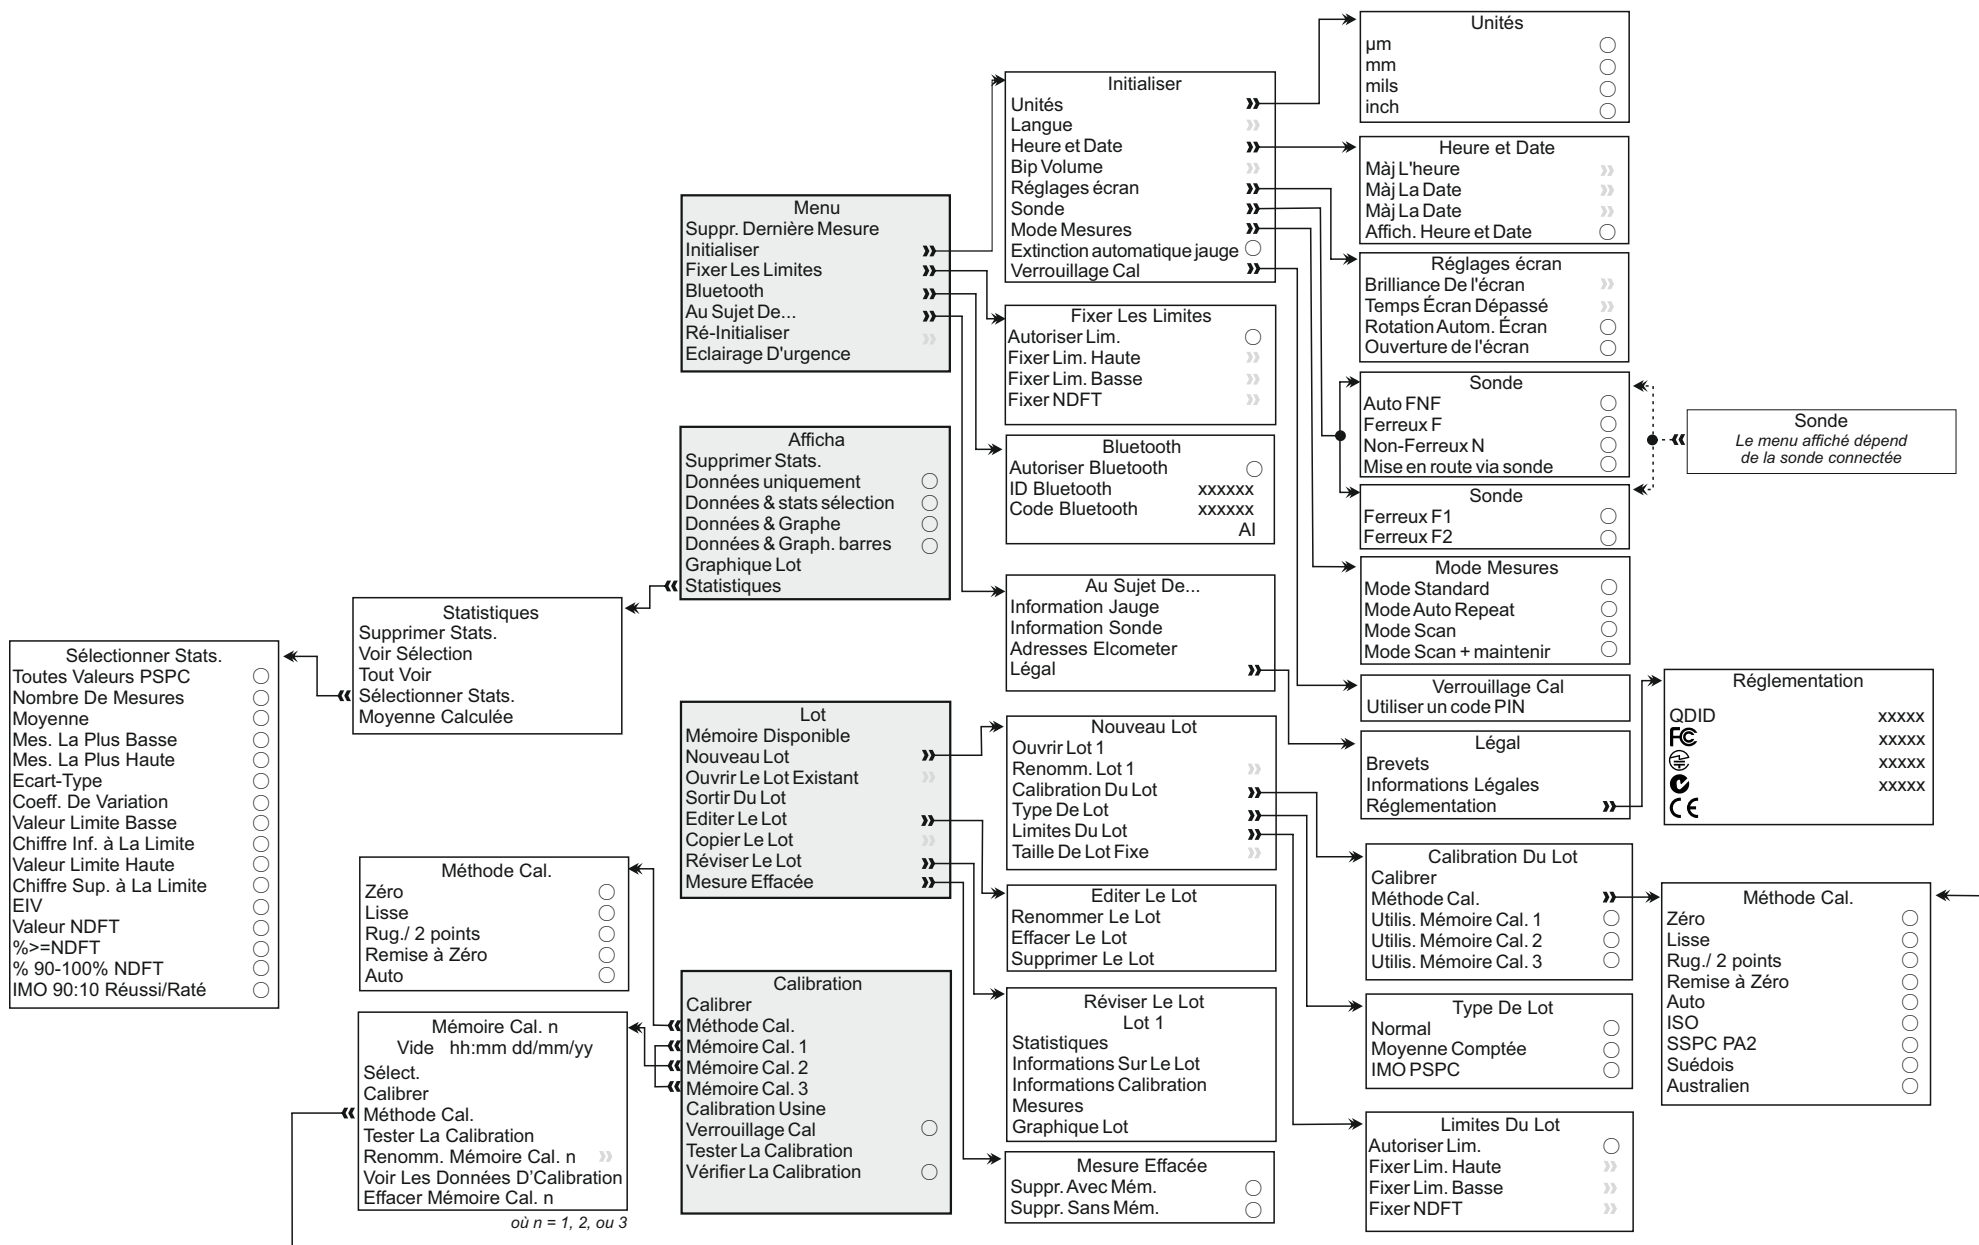 Menu
Suppr. Dernière Mesure
Initialiser
Fixer Les Limites
Bluetooth
Au Sujet De...
Ré-Initialiser
Eclairage D'urgence
Afficha
Supprimer Stats.
Données uniquement
Données & stats sélection
Données & Graphe
Données & Graph. barres
Graphique Lot
Statistiques
Statistiques
Supprimer Stats.
Voir Sélection
Tout Voir
Sélectionner Stats.
Moyenne Calculée
Sélectionner Stats.
Toutes Valeurs PSPC
Nombre De Mesures
Moyenne
Mes. La Plus Basse
Mes. La Plus Haute
Ecart-Type
Coeff. De Variation
Valeur Limite Basse
Chiffre Inf. à La Limite
Valeur Limite Haute
Chiffre Sup. à La Limite
EIV
Valeur NDFT
%>=NDFT
% 90-100% NDFT
IMO 90:10 Réussi/Raté
Lot
Mémoire Disponible
Nouveau Lot
Ouvrir Le Lot Existant
Sortir Du Lot
Editer Le Lot
Copier Le Lot
Réviser Le Lot
Mesure Effacée
Méthode Cal.
Zéro
Lisse
Rug./ 2 points
Remise à Zéro
Auto
Mémoire Cal. n
Vide hh:mm dd/mm/yy
Sélect.
Calibrer
Méthode Cal.
Tester La Calibration
Renomm. Mémoire Cal. n
Voir Les Données D'Calibration
Effacer Mémoire Cal. n
où n = 1, 2, ou 3
Calibration
Calibrer
Méthode Cal.
Mémoire Cal. 1
Mémoire Cal. 2
Mémoire Cal. 3
Calibration Usine
Verrouillage Cal
Tester La Calibration
Vérifier La Calibration
Initialiser
Unités
Langue
Heure et Date
Bip Volume
Réglages écran
Sonde
Mode Mesures
Extinction automatique jauge
Verrouillage Cal
Fixer Les Limites
Autoriser Lim.
Fixer Lim. Haute
Fixer Lim. Basse
Fixer NDFT
Bluetooth
Autoriser Bluetooth
ID Bluetooth xxxxxx
Code Bluetooth xxxxxx
AI
Au Sujet De...
Information Jauge
Information Sonde
Adresses Elcometer
Légal
Nouveau Lot
Ouvrir Lot 1
Renomm. Lot 1
Calibration Du Lot
Type De Lot
Limites Du Lot
Taille De Lot Fixe
Editer Le Lot
Renommer Le Lot
Effacer Le Lot
Supprimer Le Lot
Réviser Le Lot
Lot 1
Statistiques
Informations Sur Le Lot
Informations Calibration
Mesures
Graphique Lot
Mesure Effacée
Suppr. Avec Mém.
Suppr. Sans Mém.
Unités
µm
mm
mils
inch
Heure et Date
Màj L'heure
Màj La Date
Màj La Date
Affich. Heure et Date
Réglages écran
Brilliance De l'écran
Temps Écran Dépassé
Rotation Autom. Écran
Ouverture de l'écran
Sonde
Auto FNF
Ferreux F
Non-Ferreux N
Mise en route via sonde
Sonde
Ferreux F1
Ferreux F2
Sonde
Le menu affiché dépend
de la sonde connectée
Mode Mesures
Mode Standard
Mode Auto Repeat
Mode Scan
Mode Scan + maintenir
Verrouillage Cal
Utiliser un code PIN
Légal
Brevets
Informations Légales
Réglementation
Réglementation
QDID xxxxx
FC xxxxx
xxxxx
xxxxx
CE
Calibration Du Lot
Calibrer
Méthode Cal.
Utilis. Mémoire Cal. 1
Utilis. Mémoire Cal. 2
Utilis. Mémoire Cal. 3
Méthode Cal.
Zéro
Lisse
Rug./ 2 points
Remise à Zéro
Auto
ISO
SSPC PA2
Suédois
Australien
Type De Lot
Normal
Moyenne Comptée
IMO PSPC
Limites Du Lot
Autoriser Lim.
Fixer Lim. Haute
Fixer Lim. Basse
Fixer NDFT